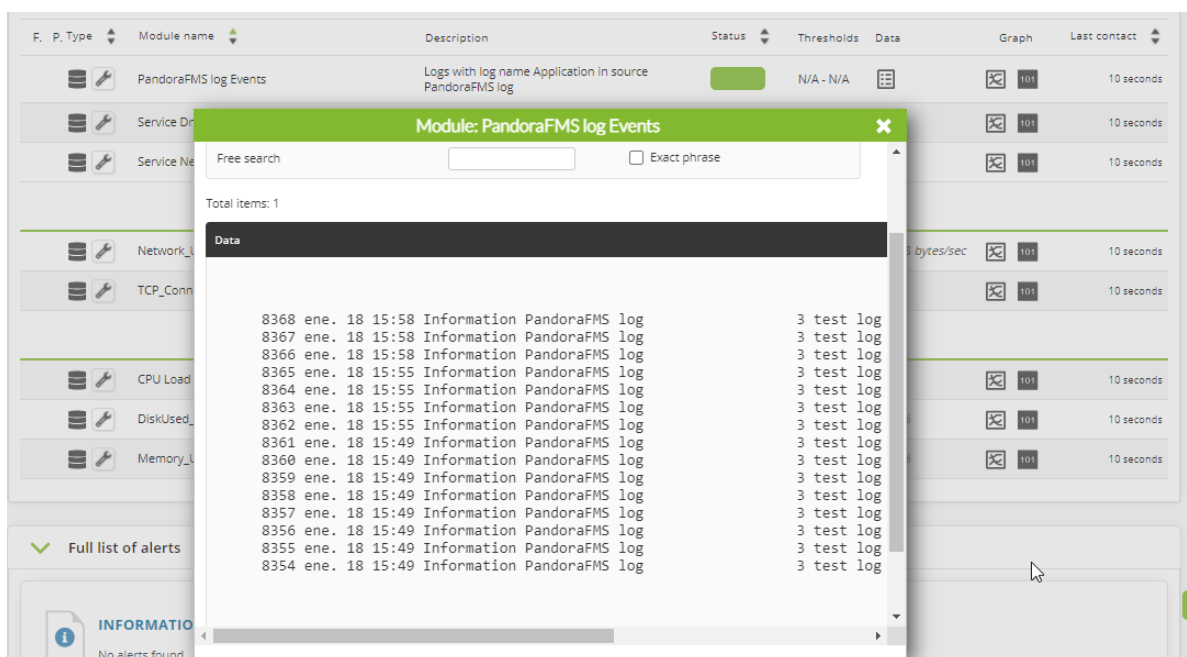 F. P. Type Module name Description Status Thresholds Data Graph Last contact
PandoraFMS log Events Logs with log name Application in source N/A - N/A 101 10 seconds
PandoraFMS log
Service 101 10 seconds
Module: PandoraFMS log Events
Service 101 10 seconds
Free search Exact phrase
Total items: 1
Data
bytes/sec 101 10 seconds
101 10 seconds
8368 ene. 18 15:58 Information PandoraFMS log 3 test log
8367 ene. 18 15:58 Information PandoraFMS log 3 test log
8366 ene. 18 15:58 Information PandoraFMS log 3 test log
8365 ene. 18 15:55 Information PandoraFMS log 3 test log
CPU Load 101 10 seconds
8364 ene. 18 15:55 Information PandoraFMS log 3 test log
8363 ene. 18 15:55 Information PandoraFMS log 3 test log
8362 ene. 18 15:55 Information PandoraFMS log 3 test log
101 10 seconds
8361 ene. 18 15:49 Information PandoraFMS log 3 test log
8360 ene. 18 15:49 Information PandoraFMS log 3 test log
101 10 seconds
8359 ene. 18 15:49 Information PandoraFMS log 3 test log
8358 ene. 18 15:49 Information PandoraFMS log 3 test log
8357 ene. 18 15:49 Information PandoraFMS log 3 test log
8356 ene. 18 15:49 Information PandoraFMS log 3 test log
8355 ene. 18 15:49 Information PandoraFMS log 3 test log
8354 ene. 18 15:49 Information PandoraFMS log 3 test log
Full list of alerts
INFORMATIO
No alerts found